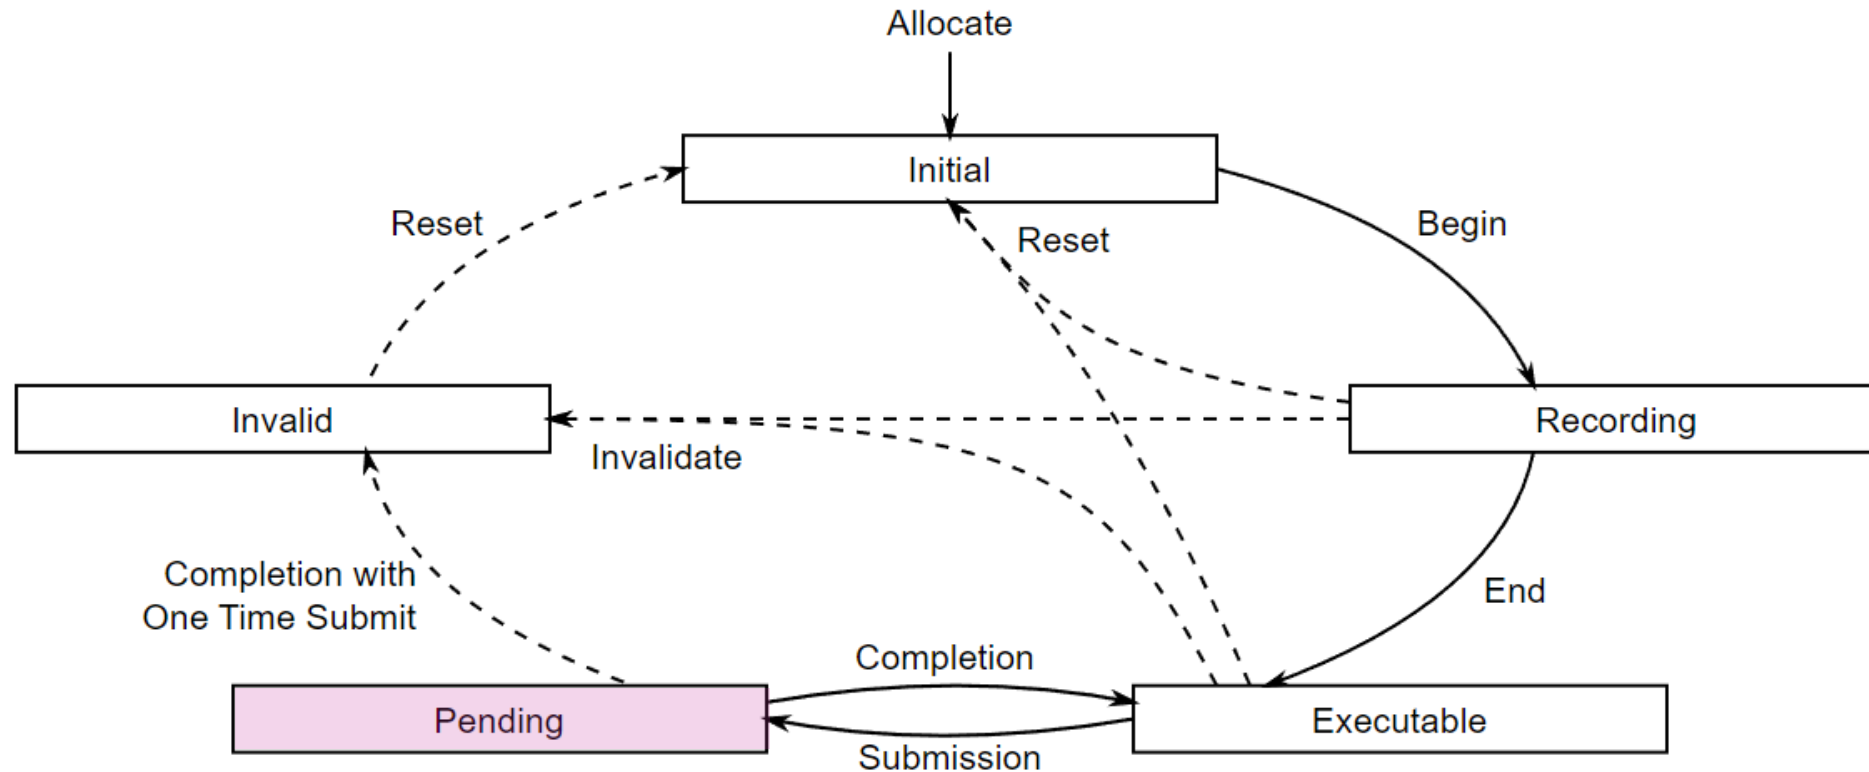 Allocate
Initial
Reset
Reset
Begin
Invalid
Recording
Invalidate
Completion with
One Time Submit
End
Completion
Pending
Executable
Submission